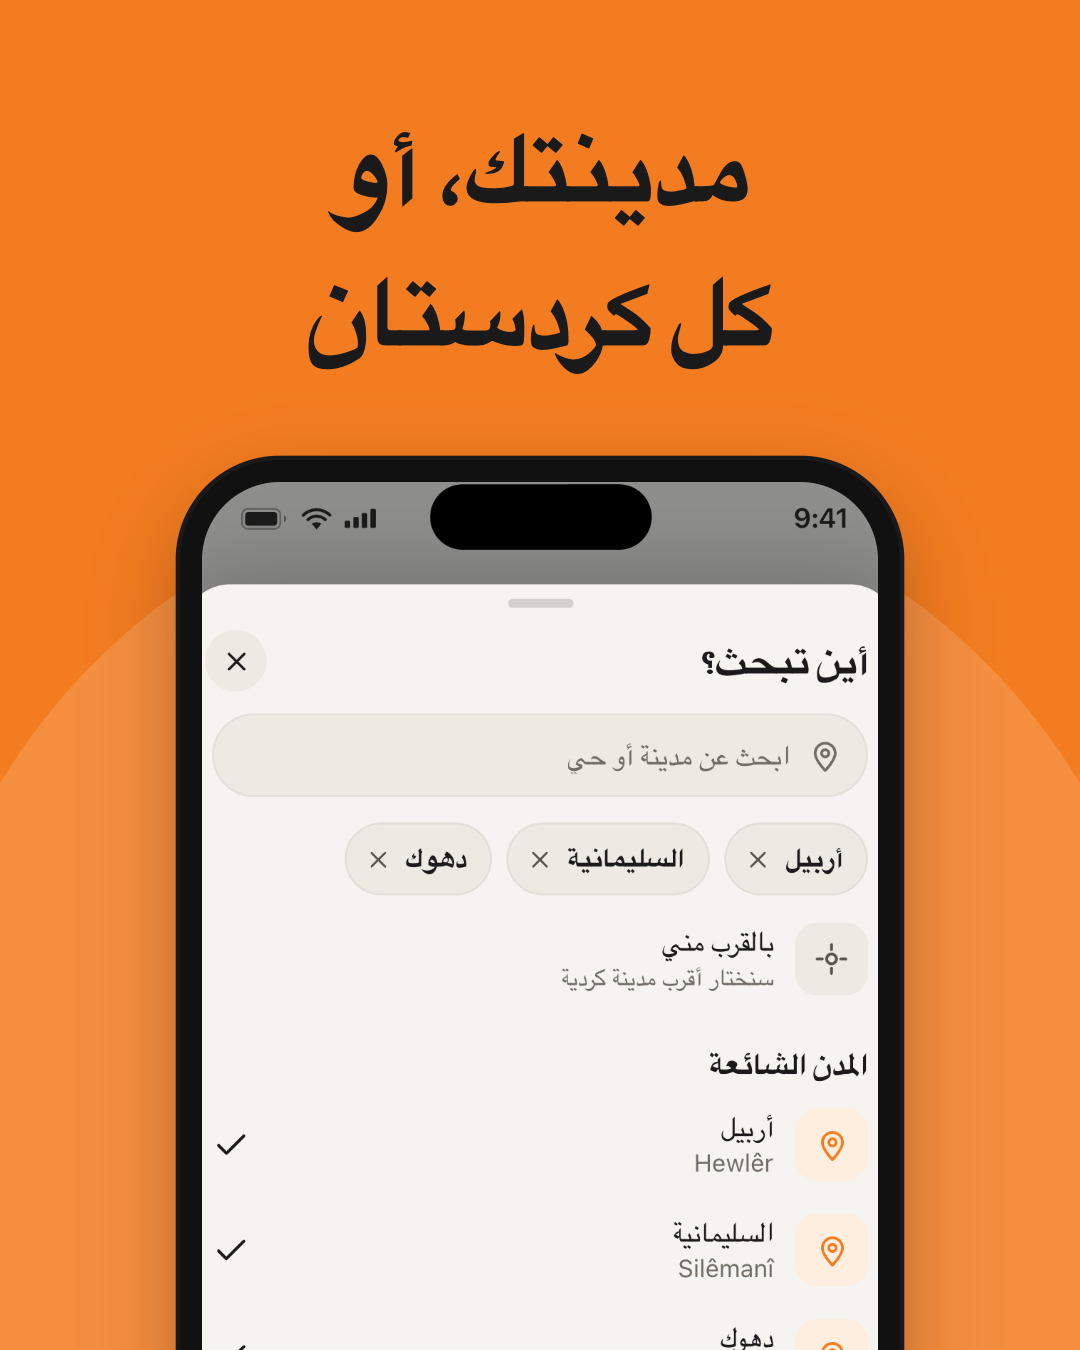 مدينتك، أو
كل كردستان
9:41
أين تبحث؟
ابحث عن مدينة أو حي
أربيل
السليمانية
دهوك
بالقرب مني
سنختار أقرب مدينة كردية
المدن الشائعة
أربيل
Hewlêr
السليمانية
Silêmanî
دهوك